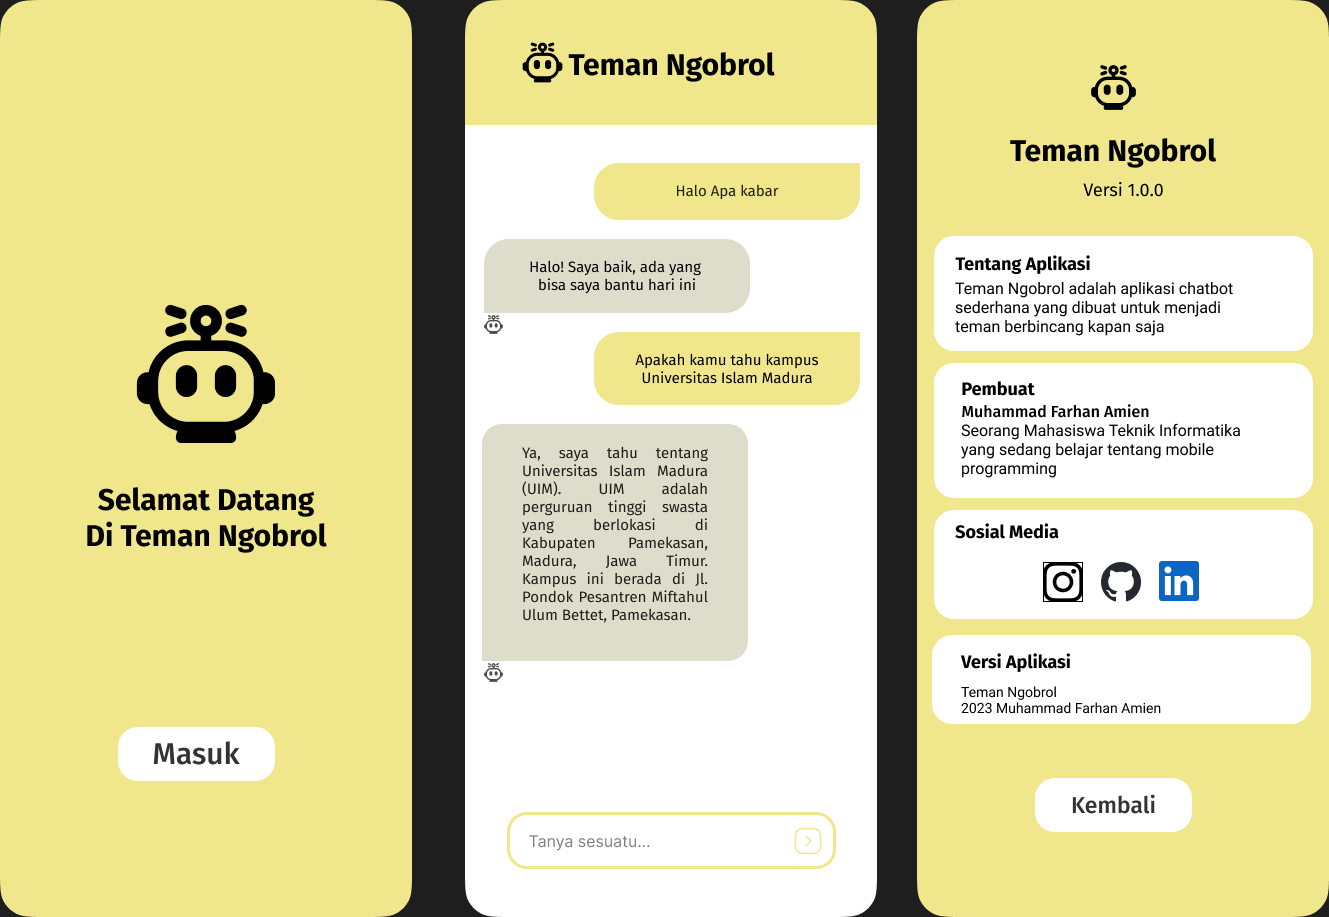 Selamat Datang
Di Teman Ngobrol
Masuk
Teman Ngobrol
Halo Apa kabar
Halo! Saya baik, ada yang
bisa saya bantu hari ini
Apakah kamu tahu kampus
Universitas Islam Madura
Ya, saya tahu tentang
Universitas Islam Madura
(UIM). UIM adalah
perguruan tinggi swasta
yang berlokasi di
Kabupaten Pamekasan,
Madura, Jawa Timur.
Kampus ini berada di Jl.
Pondok Pesantren Miftahul
Ulum Bettet, Pamekasan.
Tanya sesuatu...
Teman Ngobrol
Versi 1.0.0
Tentang Aplikasi
Teman Ngobrol adalah aplikasi chatbot
sederhana yang dibuat untuk menjadi
teman berbincang kapan saja
Pembuat
Muhammad Farhan Amien
Seorang Mahasiswa Teknik Informatika
yang sedang belajar tentang mobile
programming
Sosial Media
in
Versi Aplikasi
Teman Ngobrol
2023 Muhammad Farhan Amien
Kembali